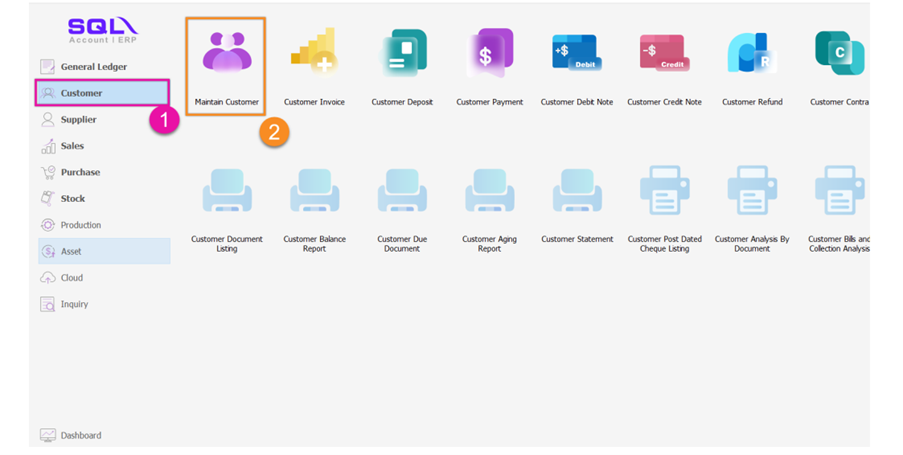 SQL
Account | ERP
General Ledger
Customer
1
Supplier
Sales
Purchase
Stock
Production
Asset
Cloud
Inquiry
Dashboard
Maintain Customer
2
Customer Invoice
Customer Deposit
$
Customer Payment
+$
Debit
Customer Debit Note
-$
Credit
Customer Credit Note
R
Customer Refund
C
Customer Contra
Customer Document
Listing
Customer Balance
Report
Customer Due
Document
Customer Aging
Report
Customer Statement
Customer Post Dated
Cheque Listing
Customer Analysis By
Document
Customer Bills and
Collection Analysis